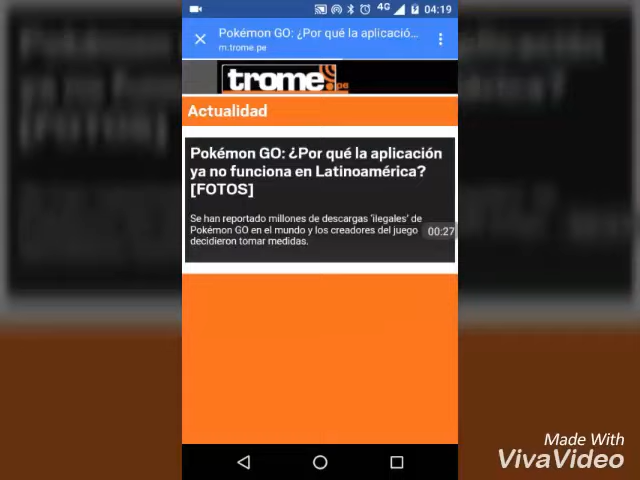 4G 04:19
Pokémon GO: ¿Por qué la aplicació...
m.trome.pe
trome.pe
Actualidad
Pokémon GO: ¿Por qué la aplicación
ya no funciona en Latinoamérica?
[FOTOS]
Se han reportado millones de descargas 'ilegales' de
Pokémon GO en el mundo y los creadores del juego
decidieron tomar medidas.
00:27
Made With
VivaVideo